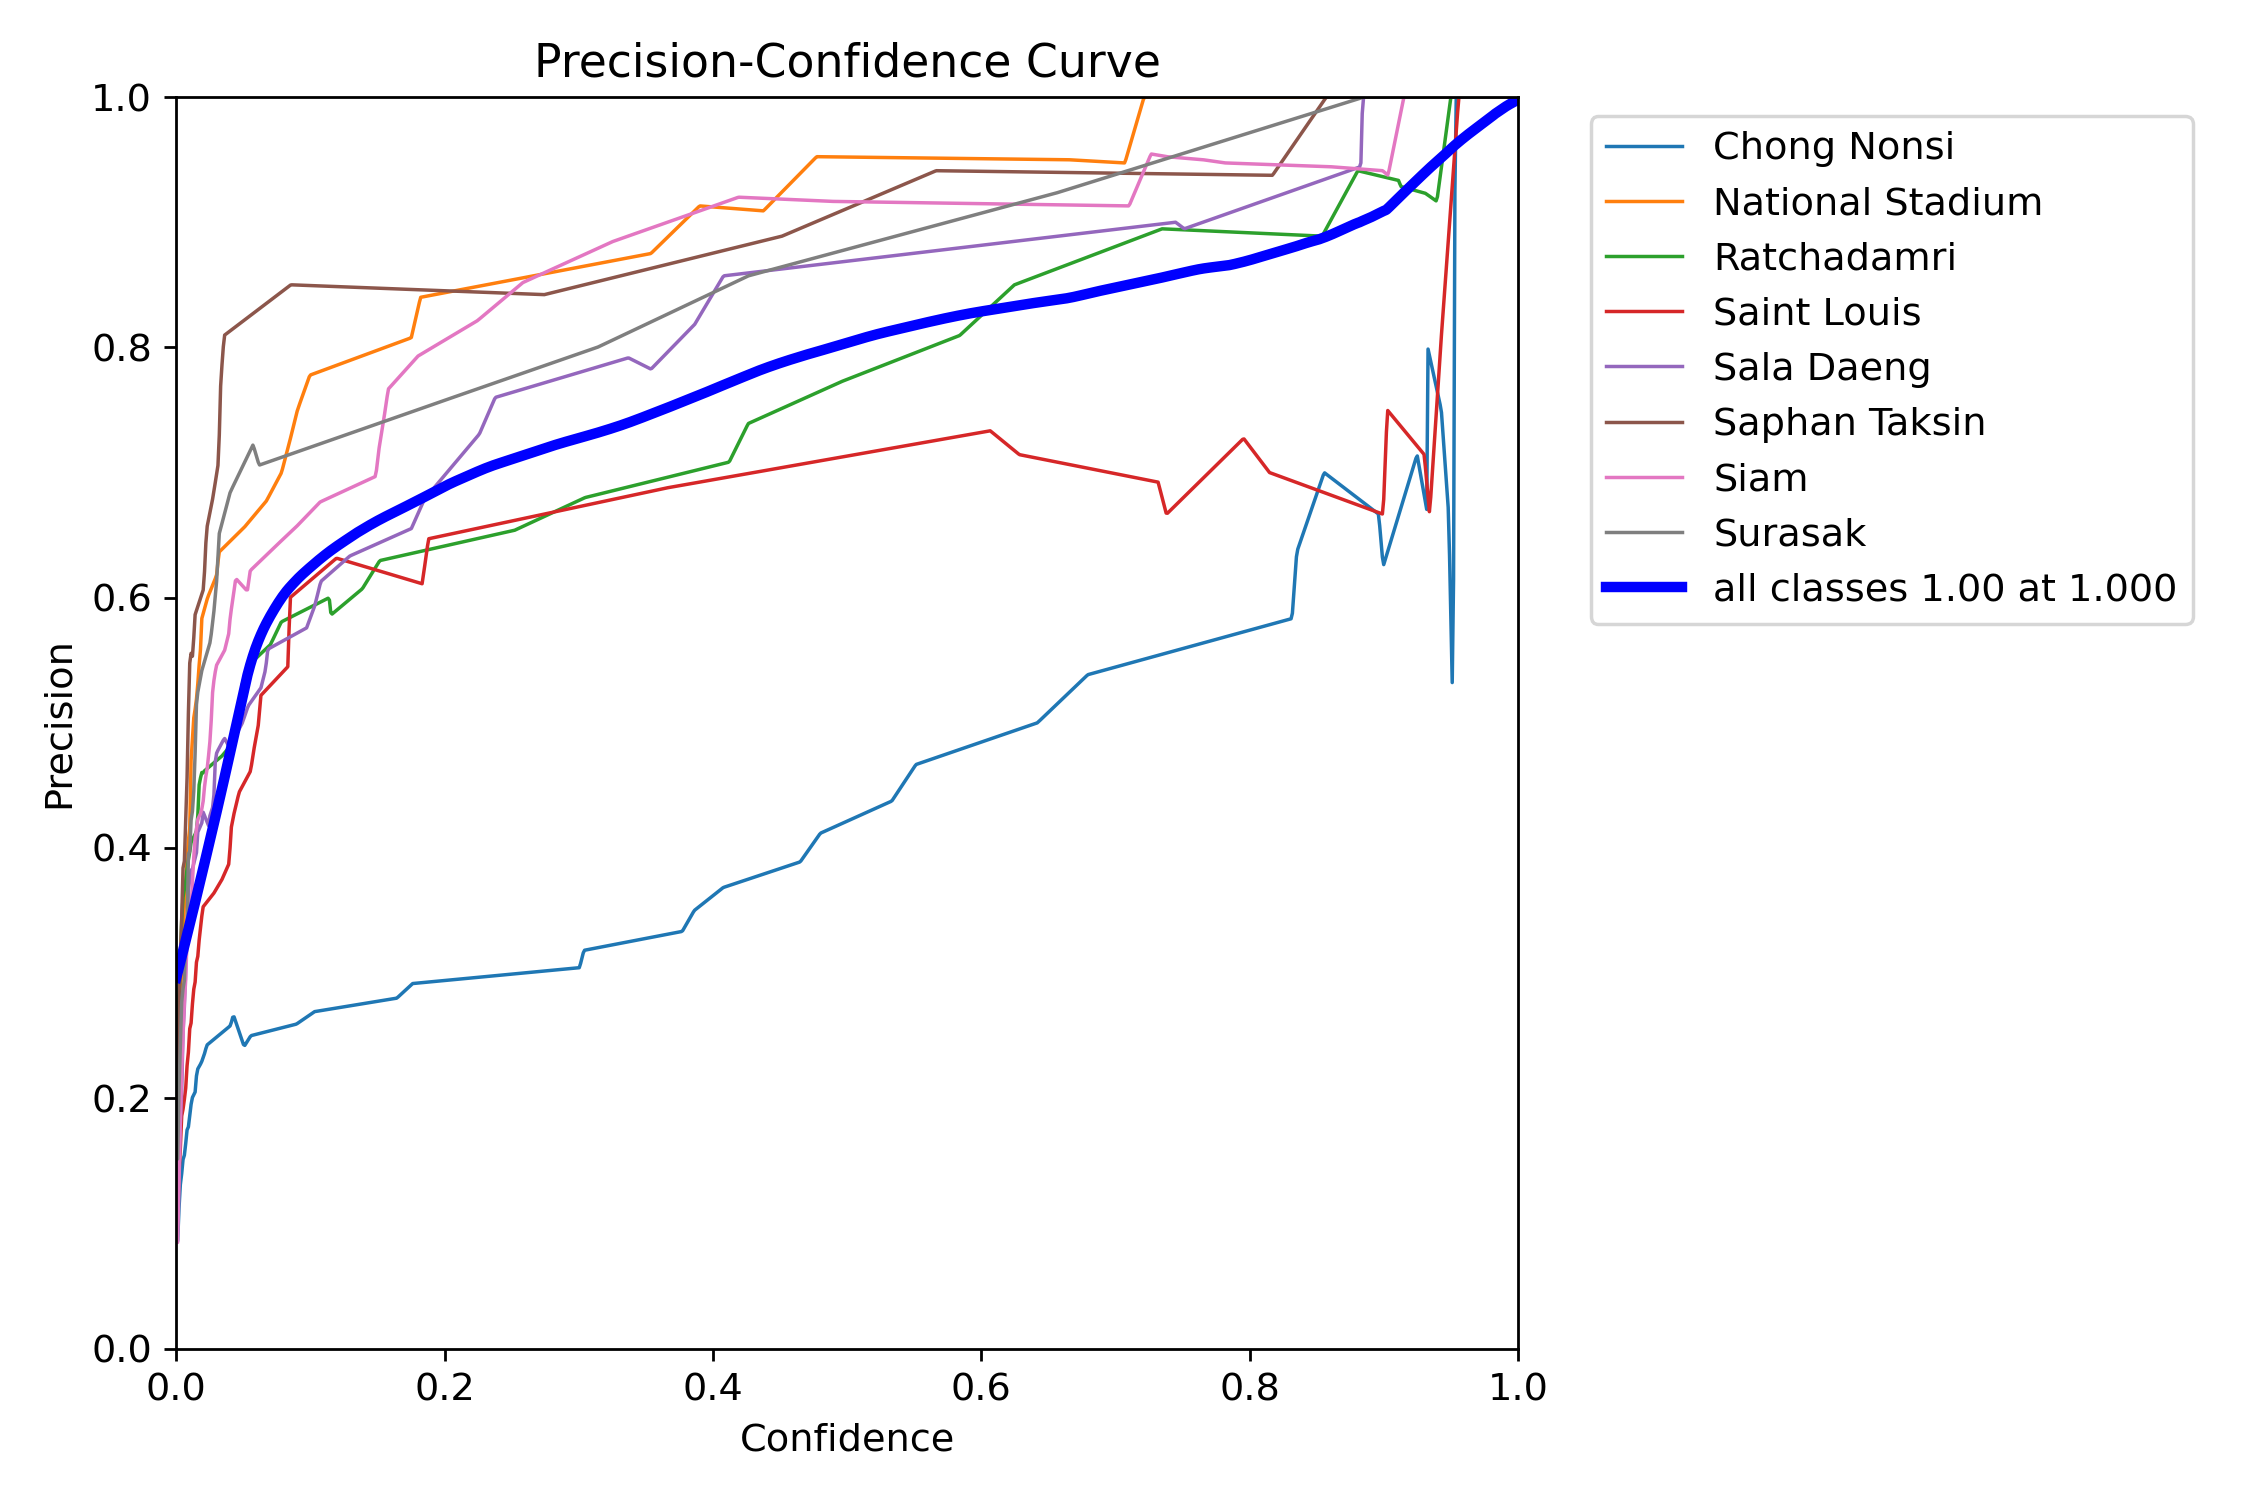 Precision-Confidence Curve
1.0
0.8
0.6
0.4
0.2
0.0
Precision
0.0 0.2 0.4 0.6 0.8 1.0
Confidence
Chong Nonsi
National Stadium
Ratchadamri
Saint Louis
Sala Daeng
Saphan Taksin
Siam
Surasak
all classes 1.00 at 1.000